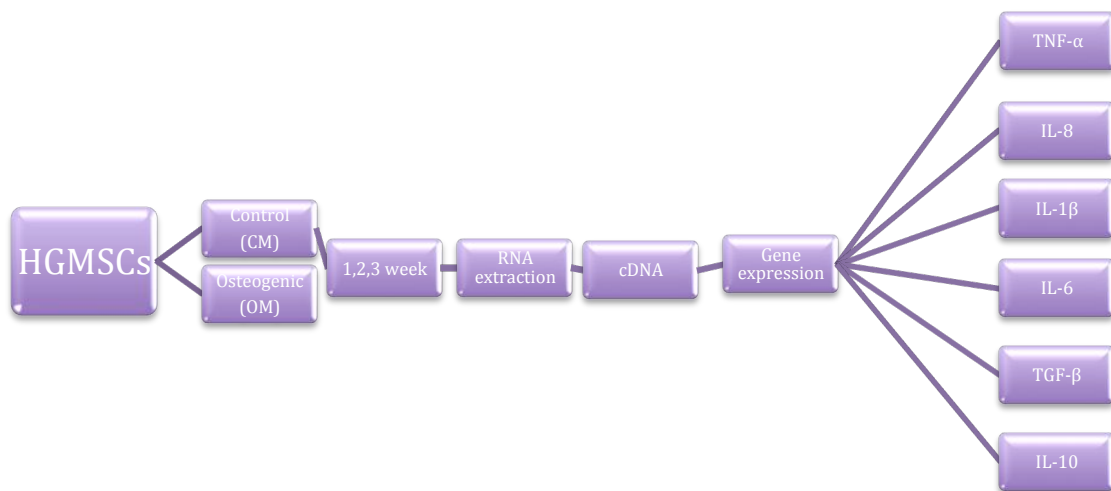 HGMSCs
Control
(CM)
Osteogenic
(OM)
1,2,3 week
RNA
extraction
cDNA
Gene
expression
TNF-α
IL-8
IL-1β
IL-6
TGF-β
IL-10